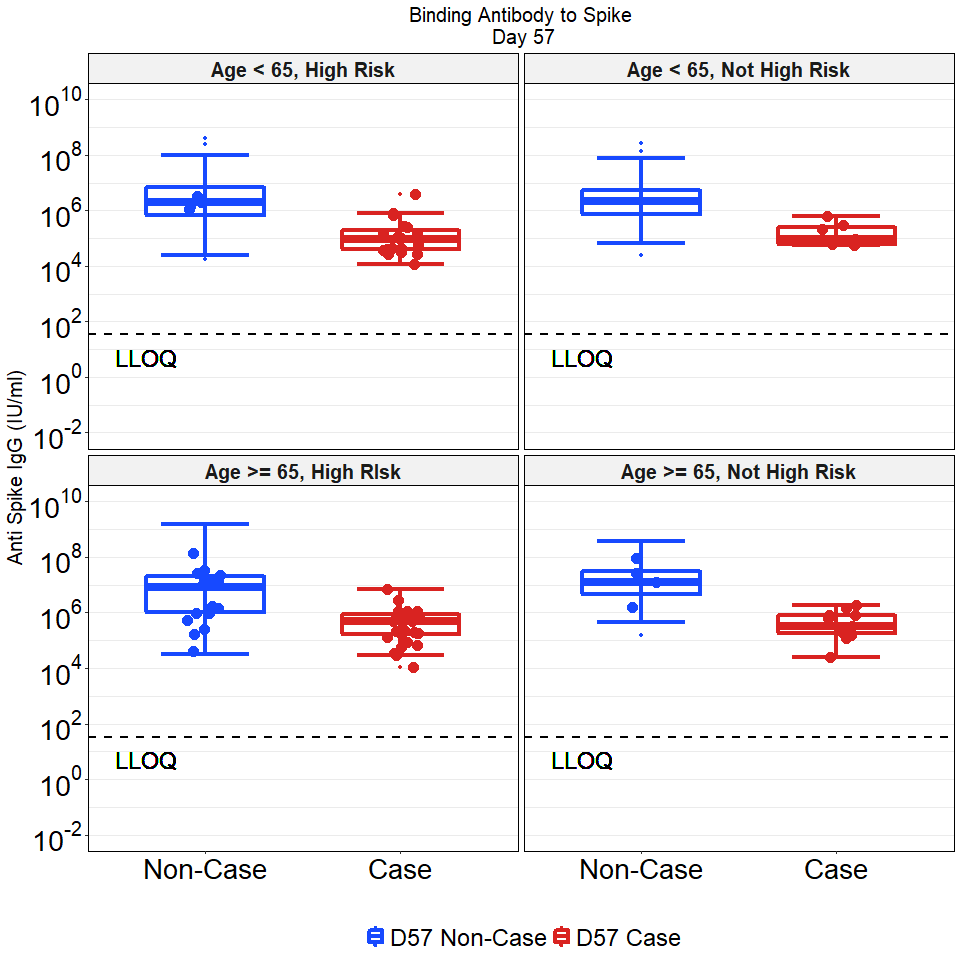 Binding Antibody to Spike
Day 57
Age < 65, High Risk
Age < 65, Not High Risk
10^10
10^8
10^6
10^4
10^2
10^0
10^-2
LLOQ
LLOQ
Anti Spike IgG (IU/ml)
Age >= 65, High RIsk
Age >= 65, Not High Risk
10^10
10^8
10^6
10^4
10^2
10^0
10^-2
LLOQ
LLOQ
Non-Case Case Non-Case Case
D57 Non-Case D57 Case